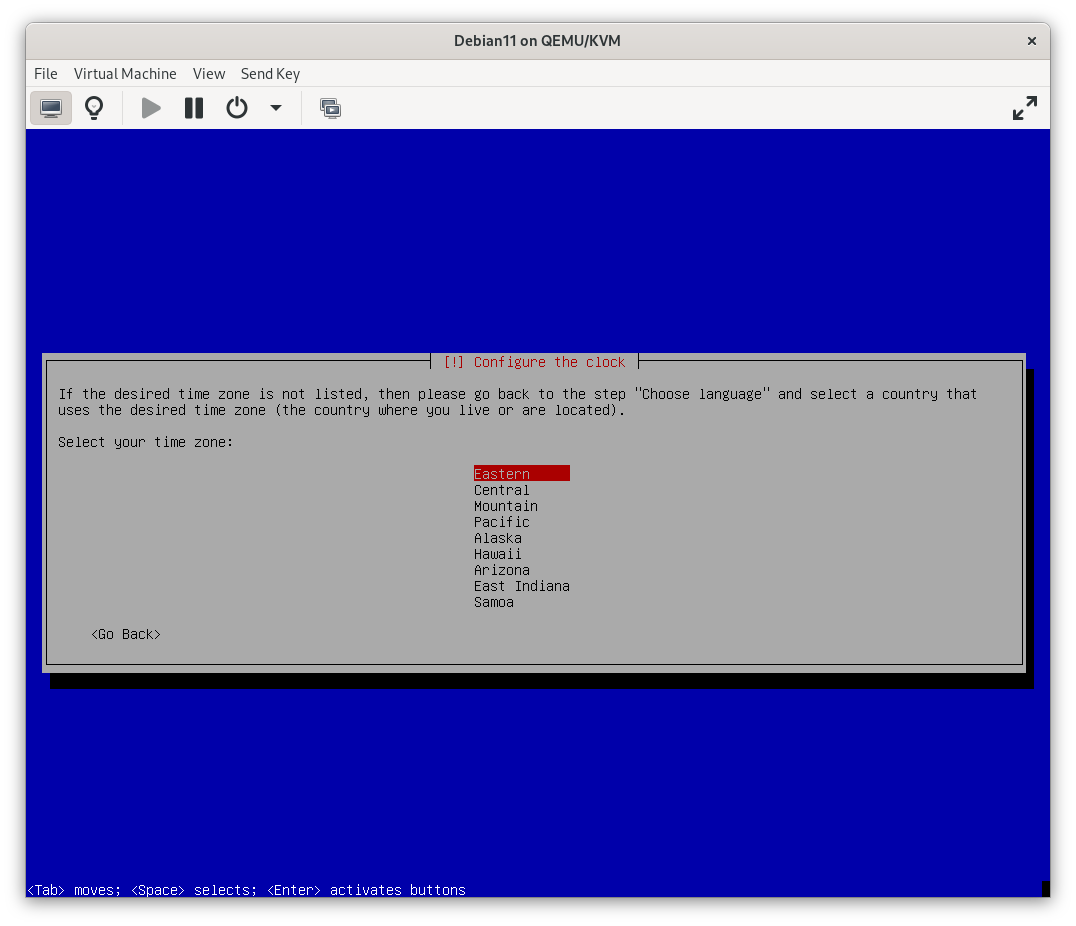 Debian11 on QEMU/KVM
File Virtual Machine View Send Key
[!] Configure the clock
If the desired time zone is not listed, then please go back to the step "Choose language" and select a country that
uses the desired time zone (the country where you live or are located).
Select your time zone:
Eastern
Central
Mountain
Pacific
Alaska
Hawaii
Arizona
East Indiana
Samoa
<Go Back>
<Tab> moves; <Space> selects; <Enter> activates buttons